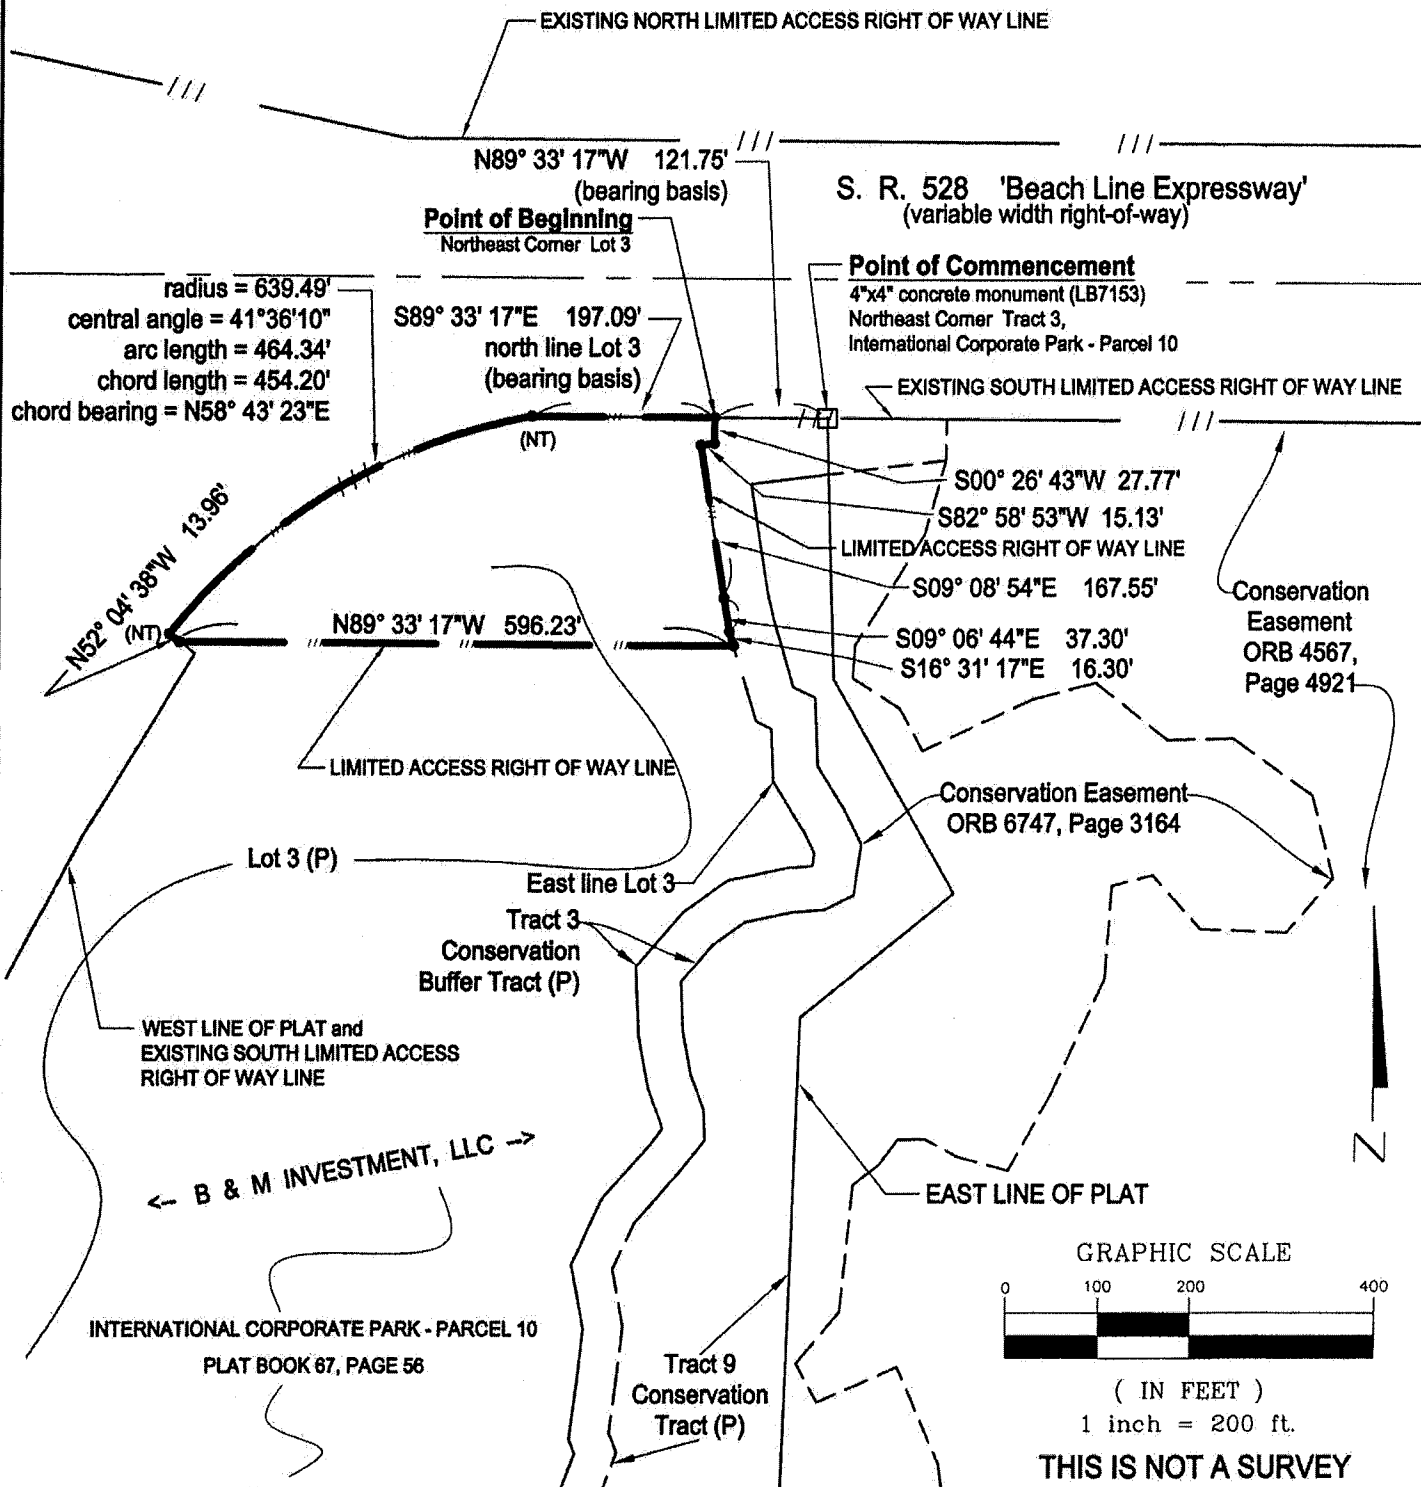 EXISTING NORTH LIMITED ACCESS RIGHT OF WAY LINE
N89° 33' 17"W 121.75'
(bearing basis)
S. R. 528 'Beach Line Expressway'
(variable width right-of-way)
Point of Beginning
Northeast Corner Lot 3
Point of Commencement
4"x4" concrete monument (LB7153)
Northeast Corner Tract 3,
International Corporate Park - Parcel 10
radius = 639.49'
central angle = 41°36'10"
arc length = 464.34'
chord length = 454.20'
chord bearing = N58° 43' 23"E
S89° 33' 17"E 197.09'
north line Lot 3
(bearing basis)
EXISTING SOUTH LIMITED ACCESS RIGHT OF WAY LINE
(NT)
S00° 26' 43"W 27.77'
S82° 58' 53"W 15.13'
LIMITED ACCESS RIGHT OF WAY LINE
S09° 08' 54"E 167.55'
S09° 06' 44"E 37.30'
S16° 31' 17"E 16.30'
N52° 04' 38"W 13.96'
(NT)
N89° 33' 17"W 596.23'
Conservation
Easement
ORB 4567,
Page 4921
LIMITED ACCESS RIGHT OF WAY LINE
Conservation Easement
ORB 6747, Page 3164
Lot 3 (P)
East line Lot 3
Tract 3
Conservation
Buffer Tract (P)
WEST LINE OF PLAT and
EXISTING SOUTH LIMITED ACCESS
RIGHT OF WAY LINE
N
<-- B & M INVESTMENT, LLC -->
EAST LINE OF PLAT
INTERNATIONAL CORPORATE PARK - PARCEL 10
PLAT BOOK 67, PAGE 56
Tract 9
Conservation
Tract (P)
GRAPHIC SCALE
0 100 200 400
( IN FEET )
1 inch = 200 ft.
THIS IS NOT A SURVEY